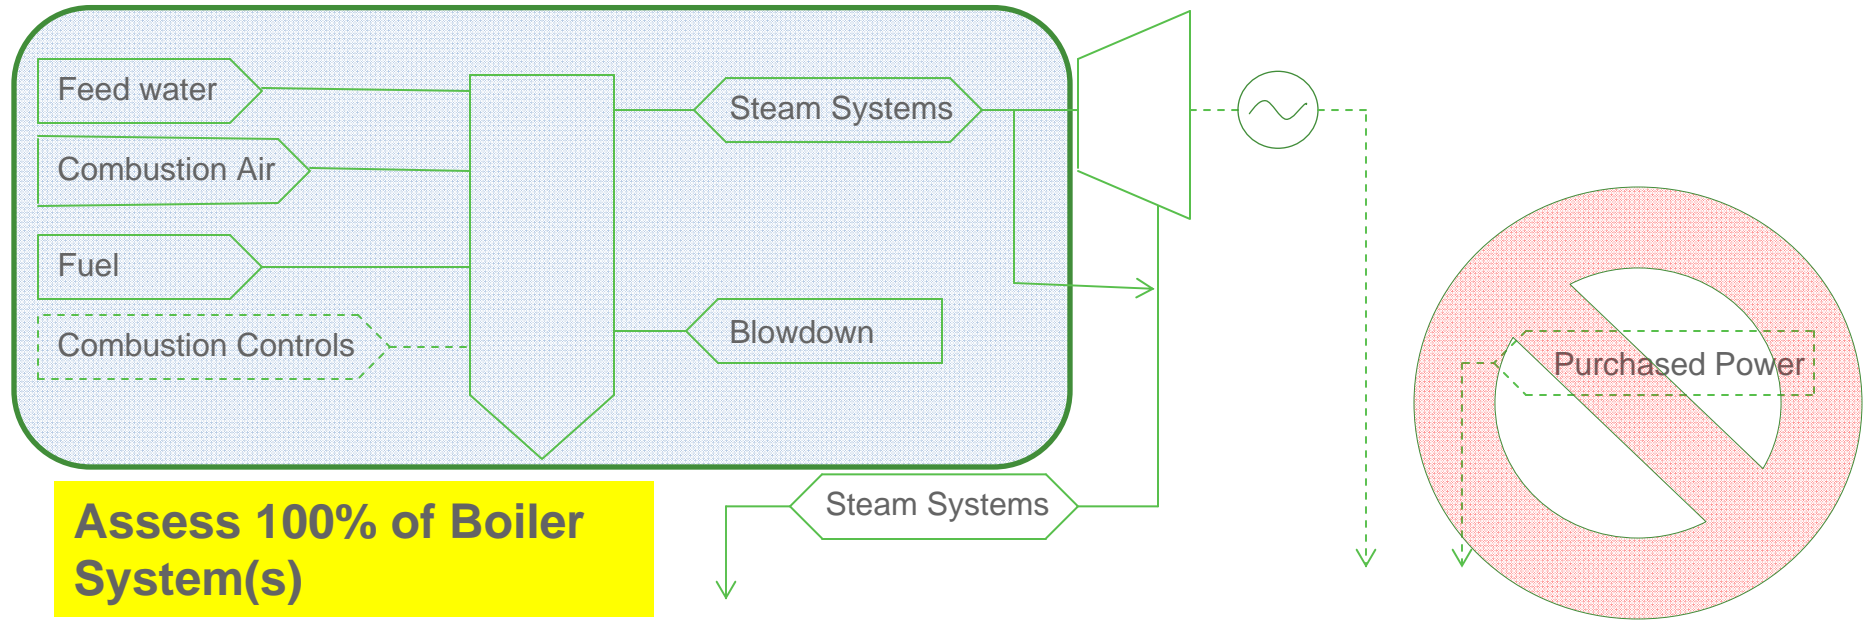 Feed water
Steam Systems
Combustion Air
Fuel
Combustion Controls
Blowdown
Purchased Power
Steam Systems
Assess 100% of Boiler
System(s)